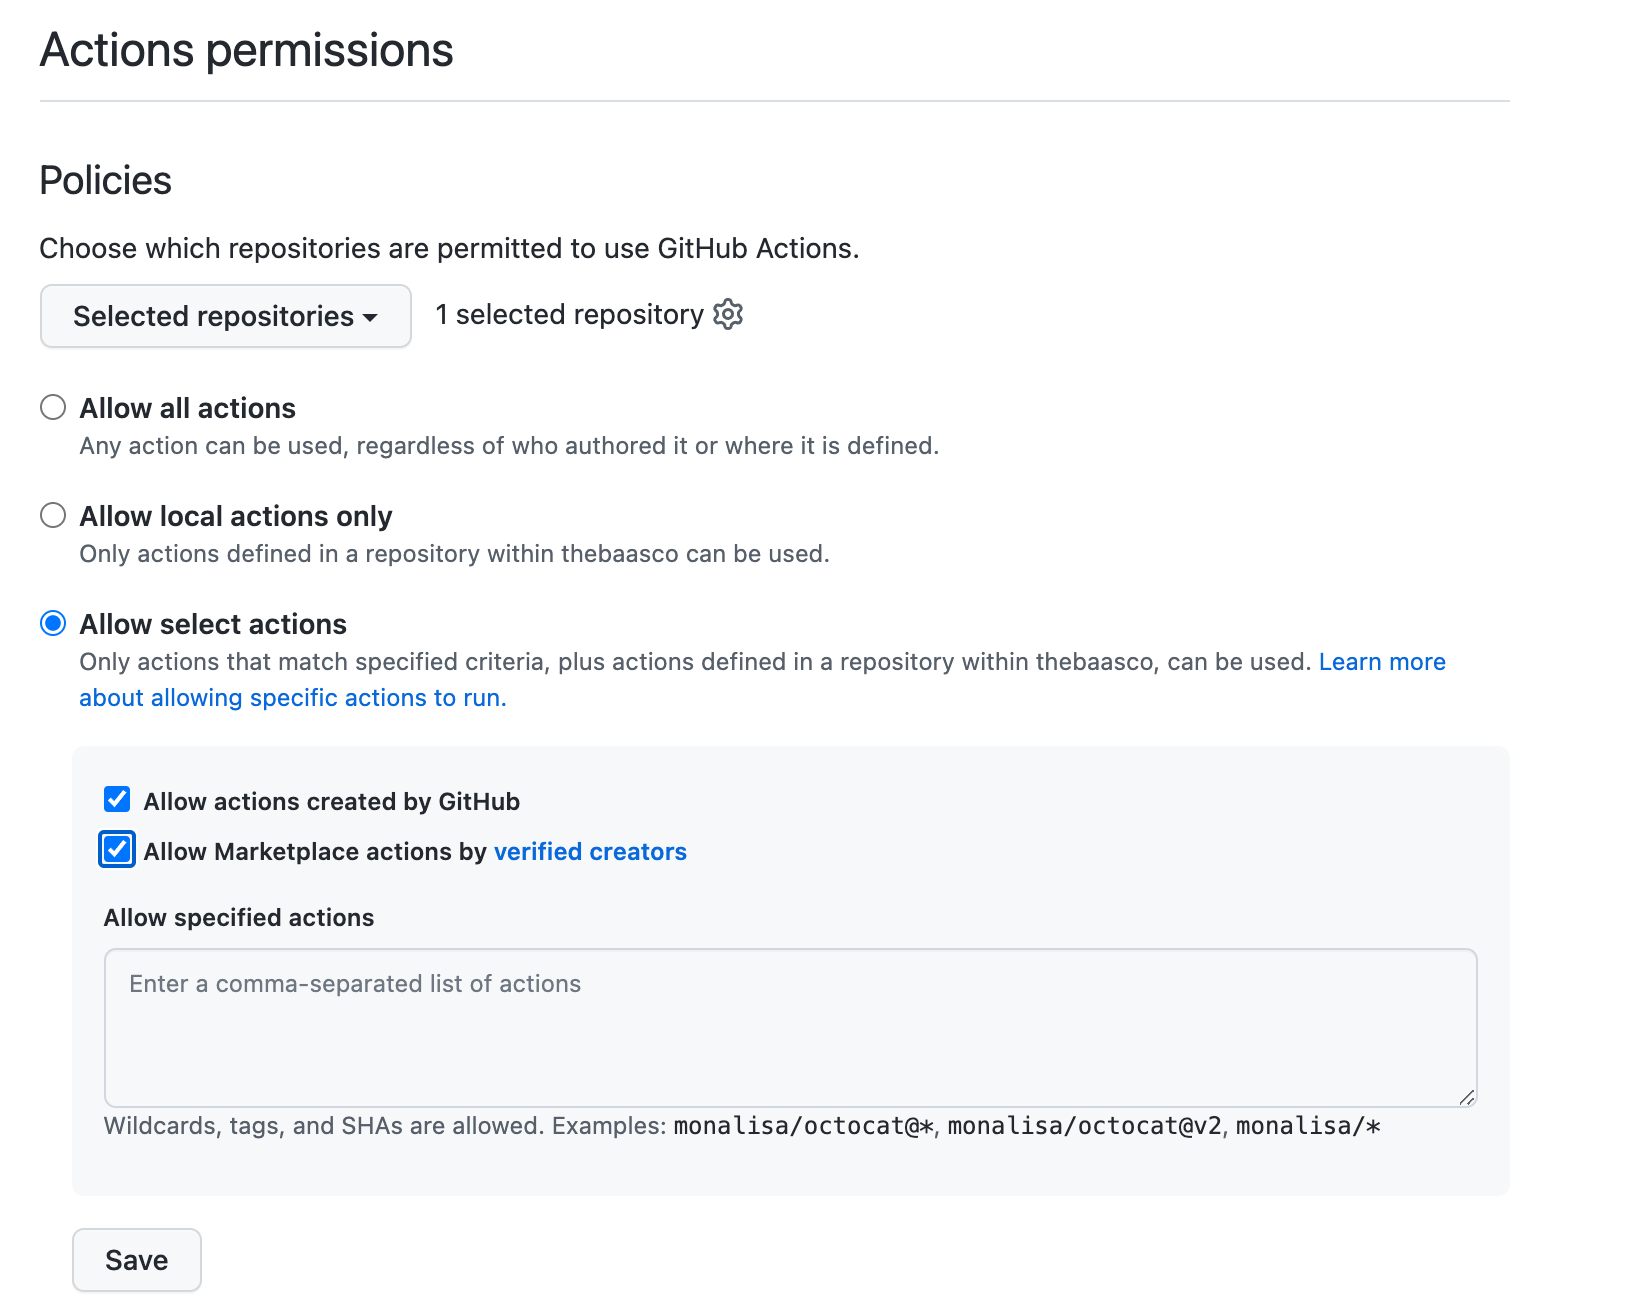 Actions permissions
Policies
Choose which repositories are permitted to use GitHub Actions.
Selected repositories 1 selected repository
Allow all actions
Any action can be used, regardless of who authored it or where it is defined.
Allow local actions only
Only actions defined in a repository within thebaasco can be used.
Allow select actions
Only actions that match specified criteria, plus actions defined in a repository within thebaasco, can be used. Learn more
about allowing specific actions to run.
Allow actions created by GitHub
Allow Marketplace actions by verified creators
Allow specified actions
Enter a comma-separated list of actions
Wildcards, tags, and SHAs are allowed. Examples: monalisa/octocat@*, monalisa/octocat@v2, monalisa/*
Save